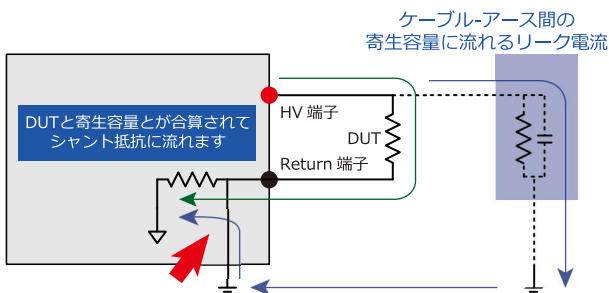 ケーブル-アース間の
寄生容量に流れるリーク電流
DUTと寄生容量とが合算されて
シャント抵抗に流れます
HV 端子
DUT
Return 端子